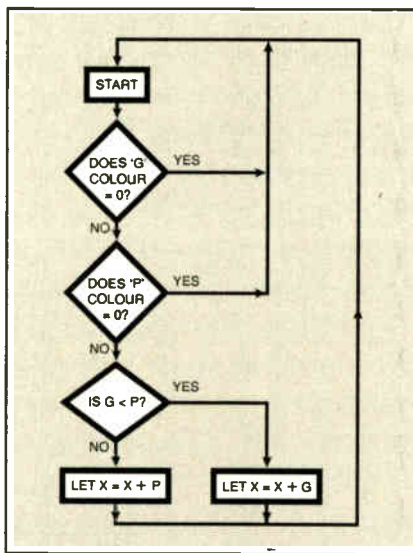 START
DOES 'G'
COLOUR
= 0?
YES
NO
DOES 'P'
COLOUR
= 0?
YES
NO
IS G < P?
YES
NO
LET X = X + P
LET X = X + G